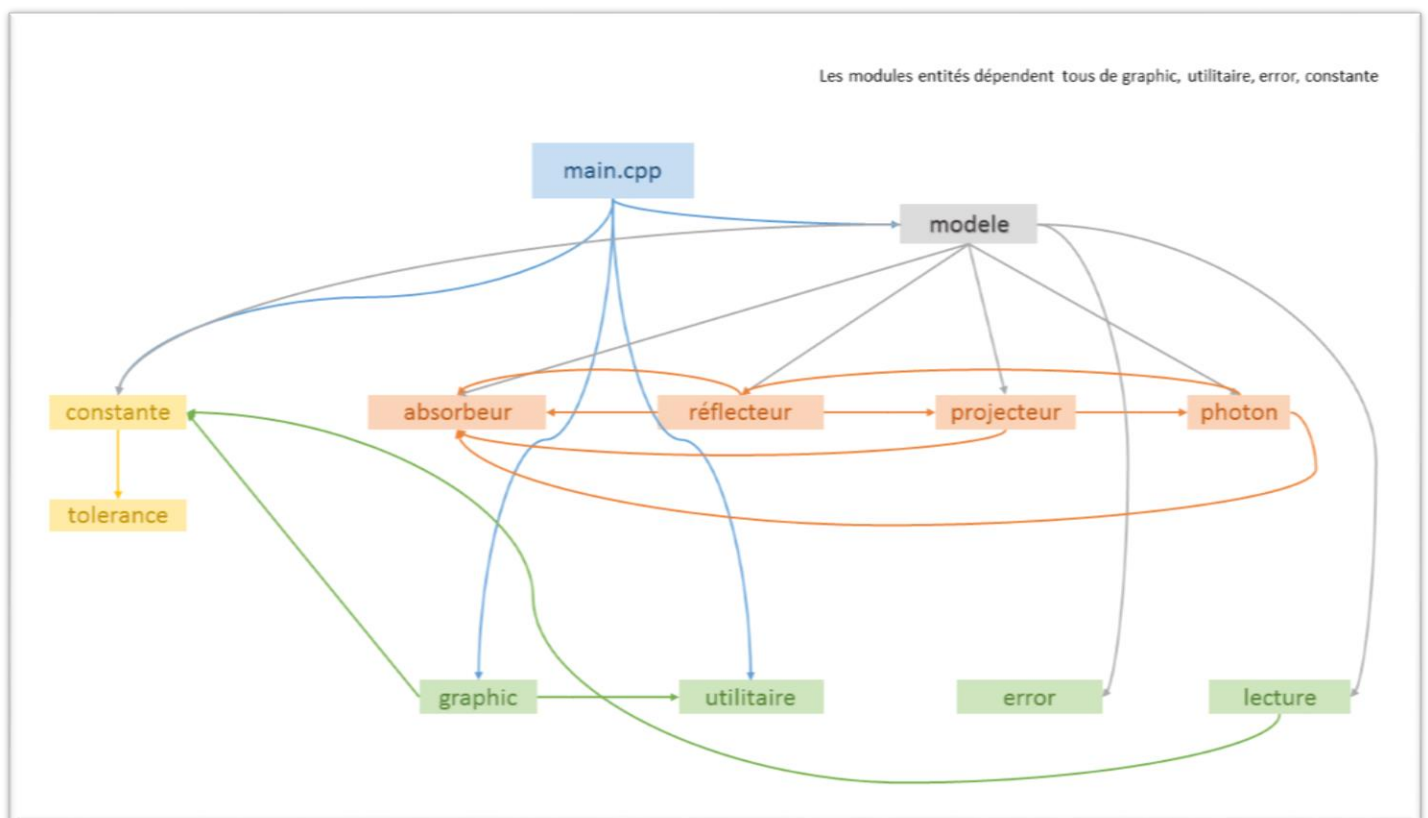 Les modules entités dépendent tous de graphic, utilitaire, error, constante
main.cpp
modele
constante
absorbeur
réflecteur
projecteur
photon
tolerance
graphic
utilitaire
error
lecture